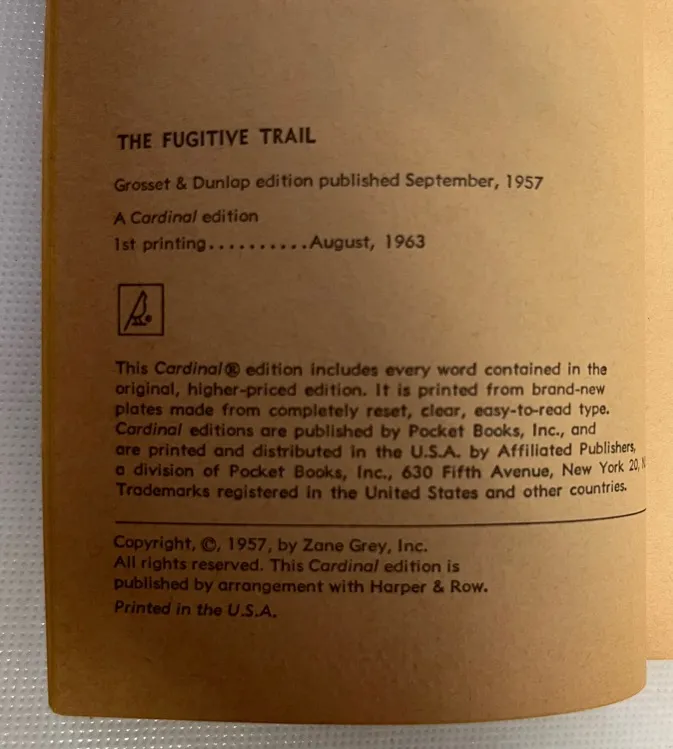 THE FUGITIVE TRAIL
Grosset & Dunlap edition published September, 1957
A Cardinal edition
1st printing..........August, 1963
This Cardinal® edition includes every word contained in the
original, higher-priced edition. It is printed from brand-new
plates made from completely reset, clear, easy-to-read type.
Cardinal editions are published by Pocket Books, Inc., and
are printed and distributed in the U.S.A. by Affiliated Publishers,
a division of Pocket Books, Inc., 630 Fifth Avenue, New York 20,
Trademarks registered in the United States and other countries.
Copyright, ©, 1957, by Zane Grey, Inc.
All rights reserved. This Cardinal edition is
published by arrangement with Harper & Row.
Printed in the U.S.A.